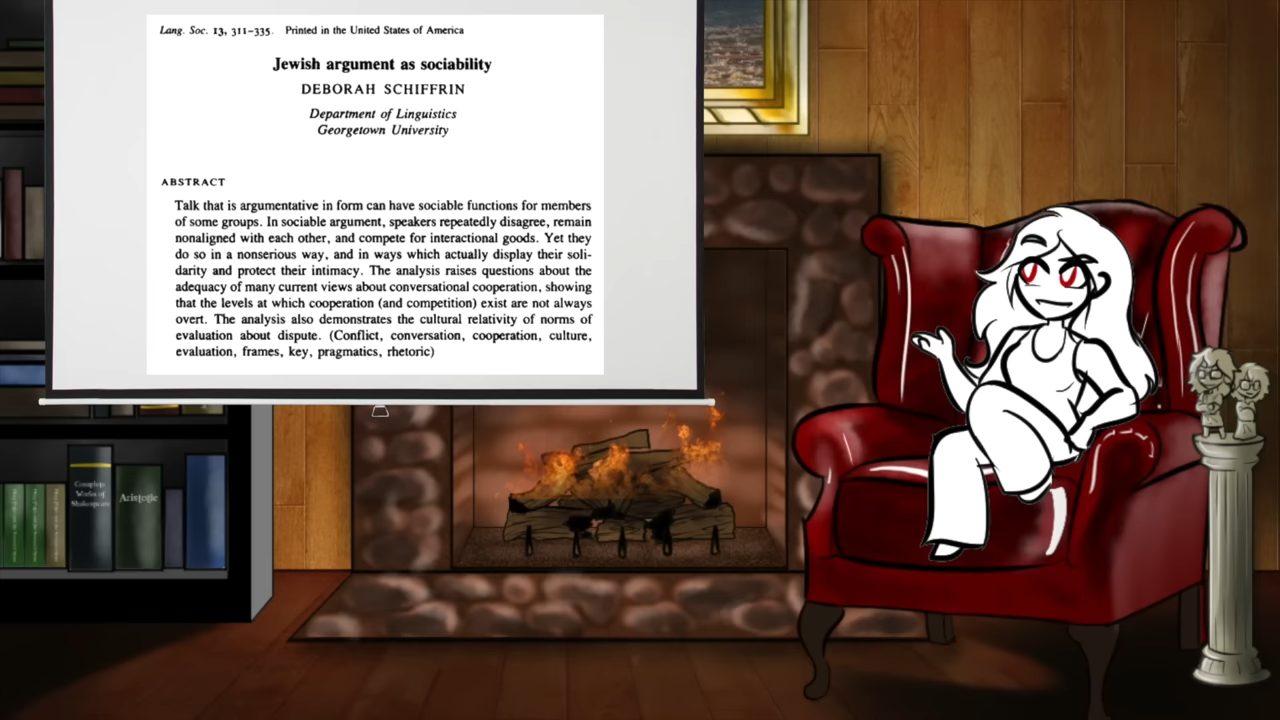 Lang. Soc. 13, 311–335. Printed in the United States of America
Jewish argument as sociability
DEBORAH SCHIFFRIN
Department of Linguistics
Georgetown University
ABSTRACT
Talk that is argumentative in form can have sociable functions for members
of some groups. In sociable argument, speakers repeatedly disagree, remain
nonaligned with each other, and compete for interactional goods. Yet they
do so in a nonserious way, and in ways which actually display their soli-
darity and protect their intimacy. The analysis raises questions about the
adequacy of many current views about conversational cooperation, showing
that the levels at which cooperation (and competition) exist are not always
overt. The analysis also demonstrates the cultural relativity of norms of
evaluation about dispute. (Conflict, conversation, cooperation, culture,
evaluation, frames, key, pragmatics, rhetoric)
Complete
Works of
Shakespeare
Aristotle